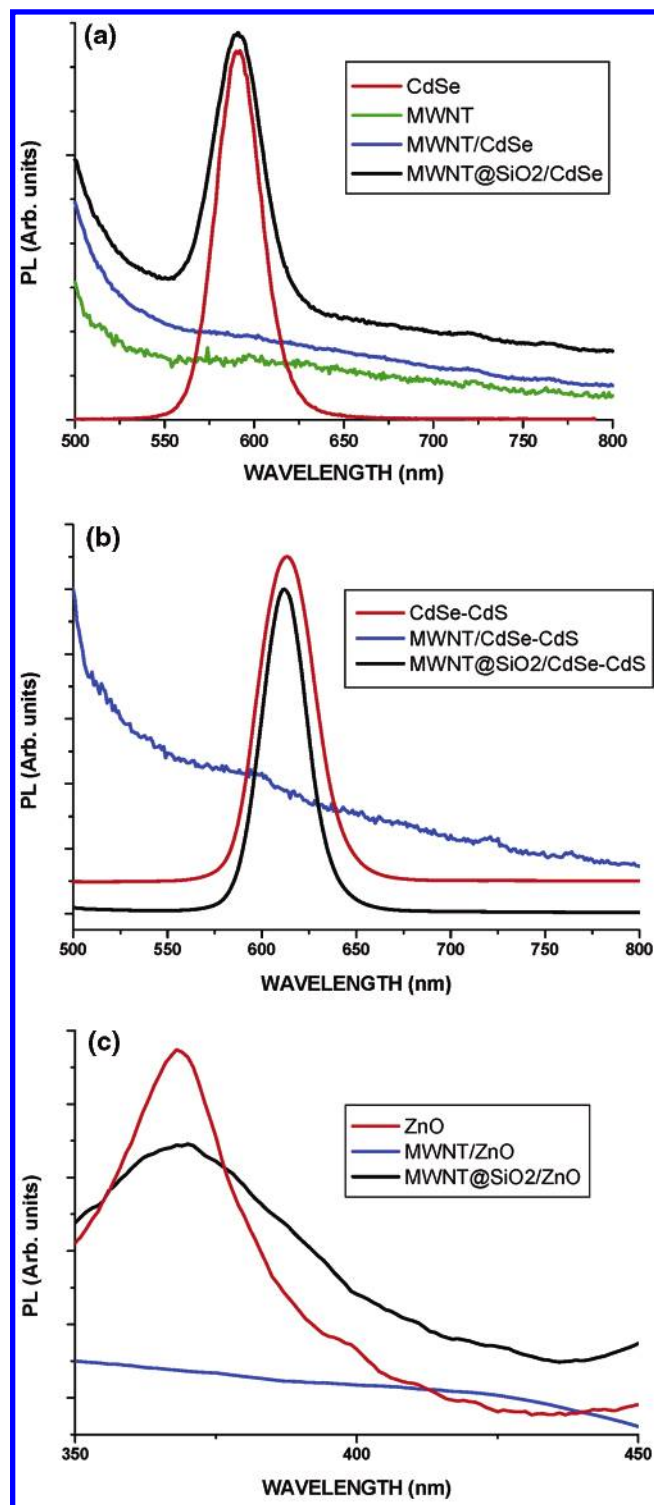 (a)
CdSe
MWNT
MWNT/CdSe
MWNT@SiO2/CdSe
PL (Arb. units)
500 550 600 650 700 750 800
WAVELENGTH (nm)
(b)
CdSe-CdS
MWNT/CdSe-CdS
MWNT@SiO2/CdSe-CdS
PL (Arb. units)
500 550 600 650 700 750 800
WAVELENGTH (nm)
(c)
ZnO
MWNT/ZnO
MWNT@SiO2/ZnO
PL (Arb. units)
350 400 450
WAVELENGTH (nm)